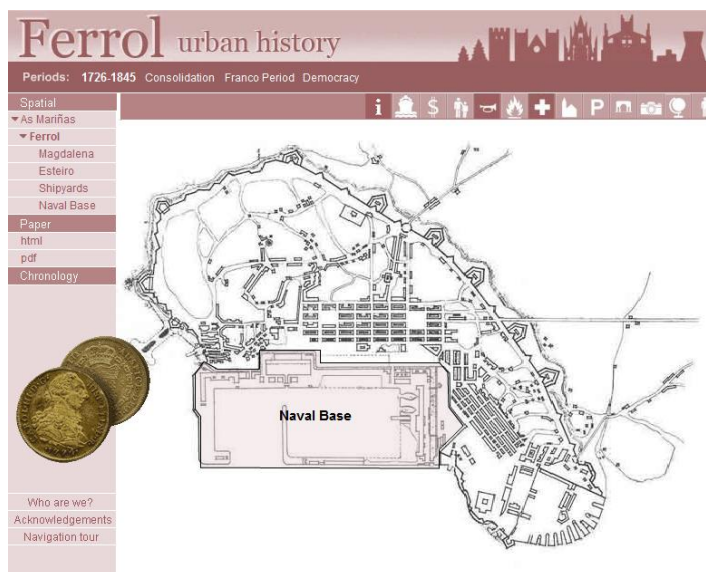 Ferrol urban history
Periods: 1726-1845 Consolidation Franco Period Democracy
Spatial
As Mariñas
Ferrol
Magdalena
Esteiro
Shipyards
Naval Base
Paper
html
pdf
Chronology
Who are we?
Acknowledgements
Navigation tour
i $ P
Naval Base